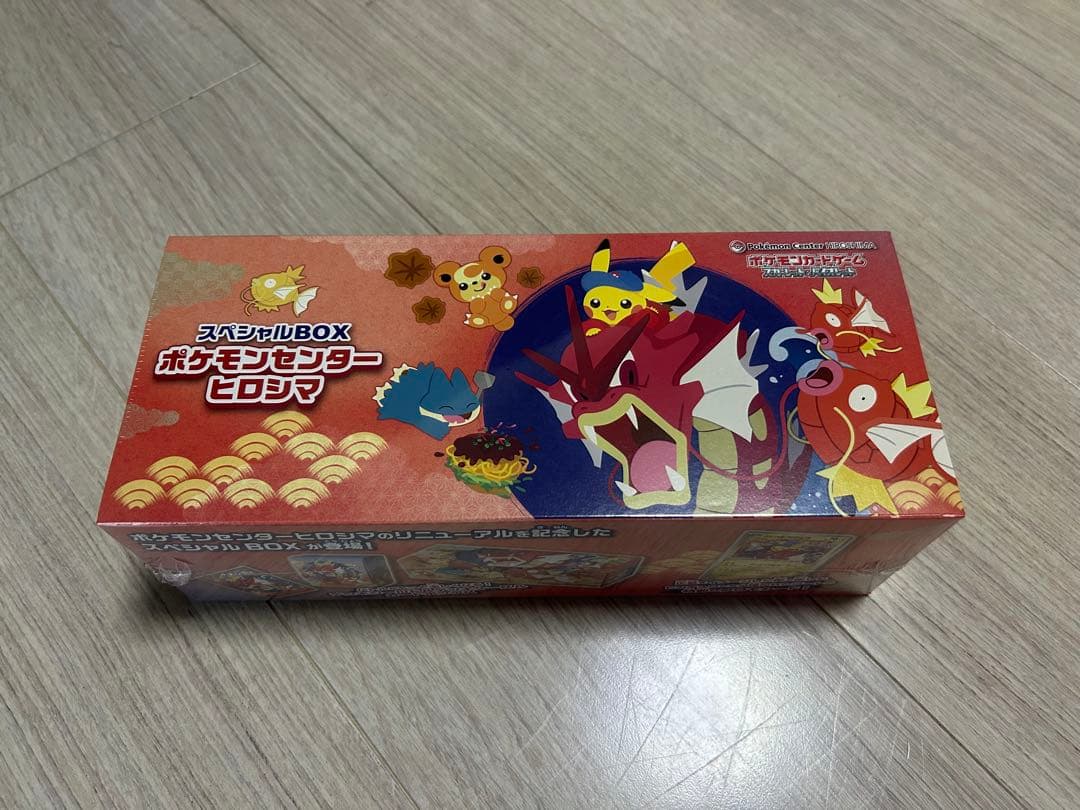 Pokémon Center HIROSHIMA
ポケモンカードゲーム
スカーレット&バイオレット
スペシャルBOX
ポケモンセンター
ヒロシマ
ポケモンセンターヒロシマのリニューアルを記念した
スペシャルBOXが登場!